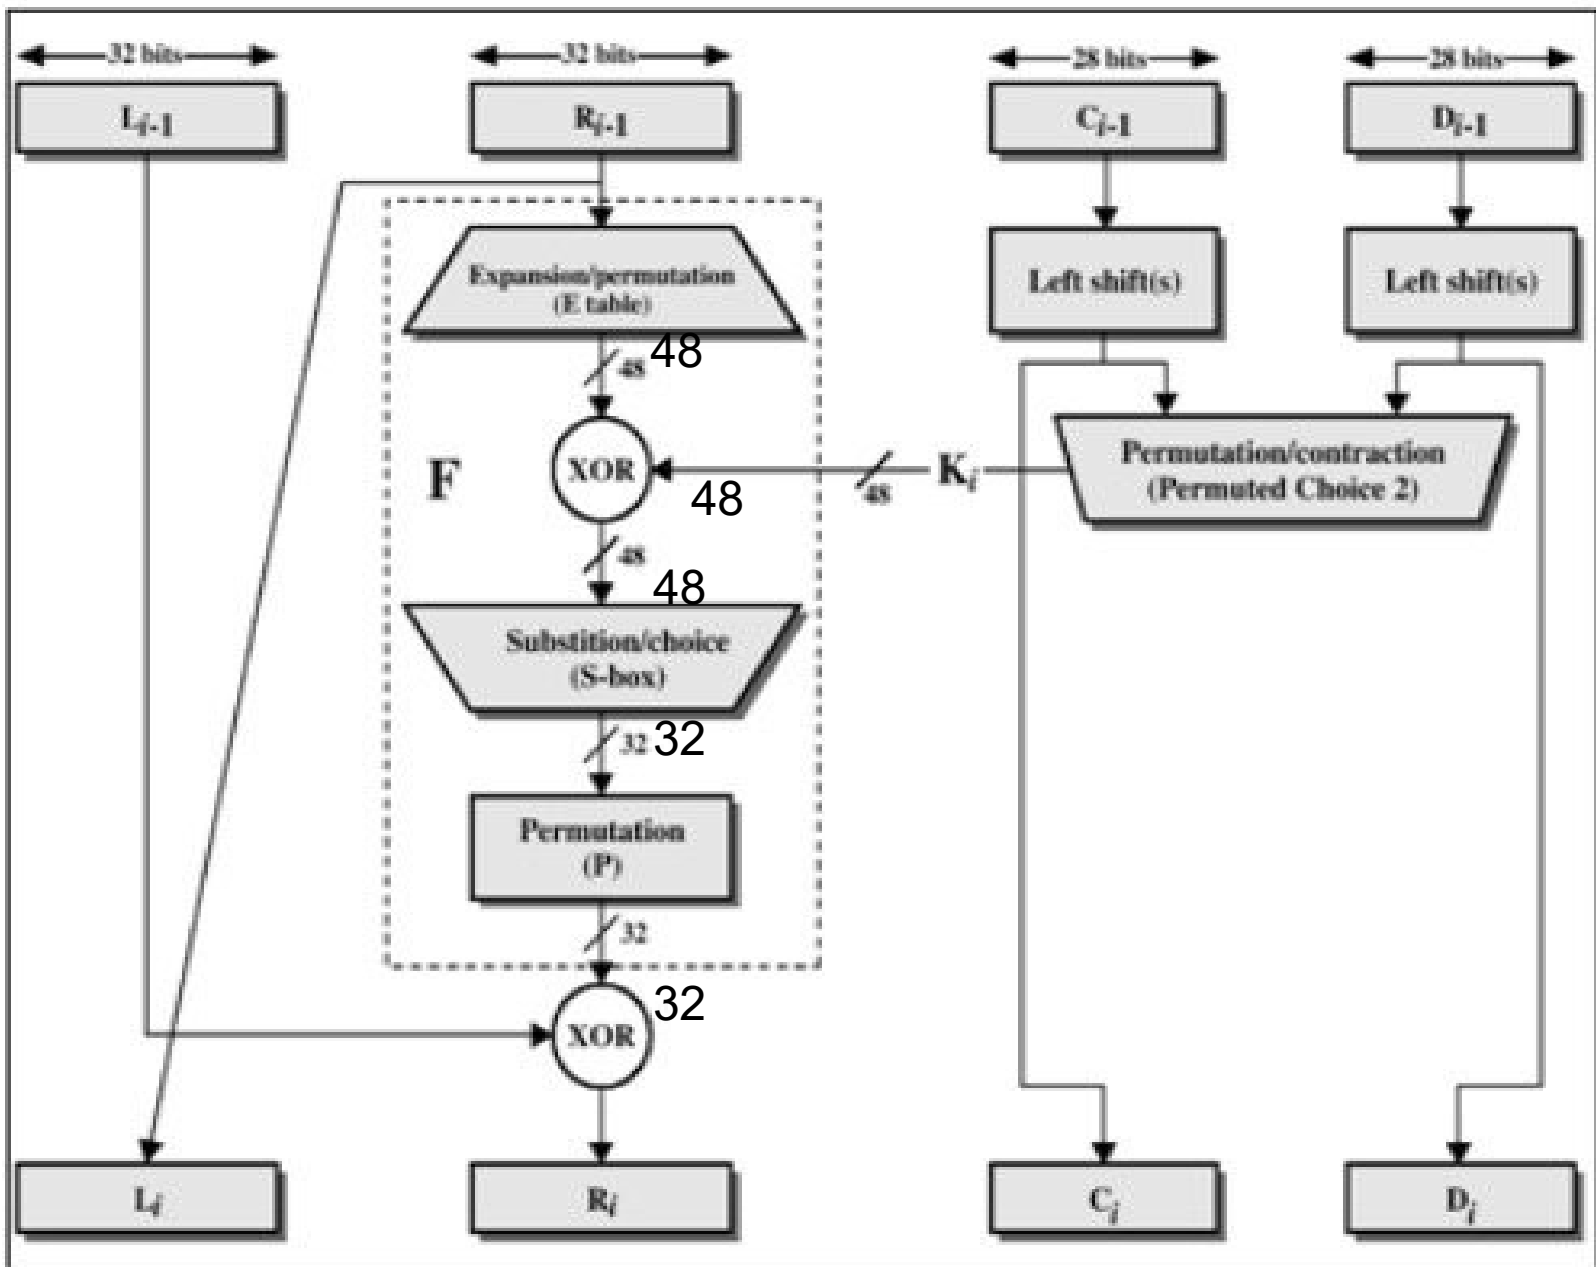 32 bits
32 bits
28 bits
28 bits
Li-1
Ri-1
Ci-1
Di-1
Expansion/permutation
(E table)
Left shift(s)
Left shift(s)
48
48
F
XOR
48
48
Ki
Permutation/contraction
(Permuted Choice 2)
48
48
Substition/choice
(S-box)
32
32
Permutation
(P)
32
32
XOR
Li
Ri
Ci
Di